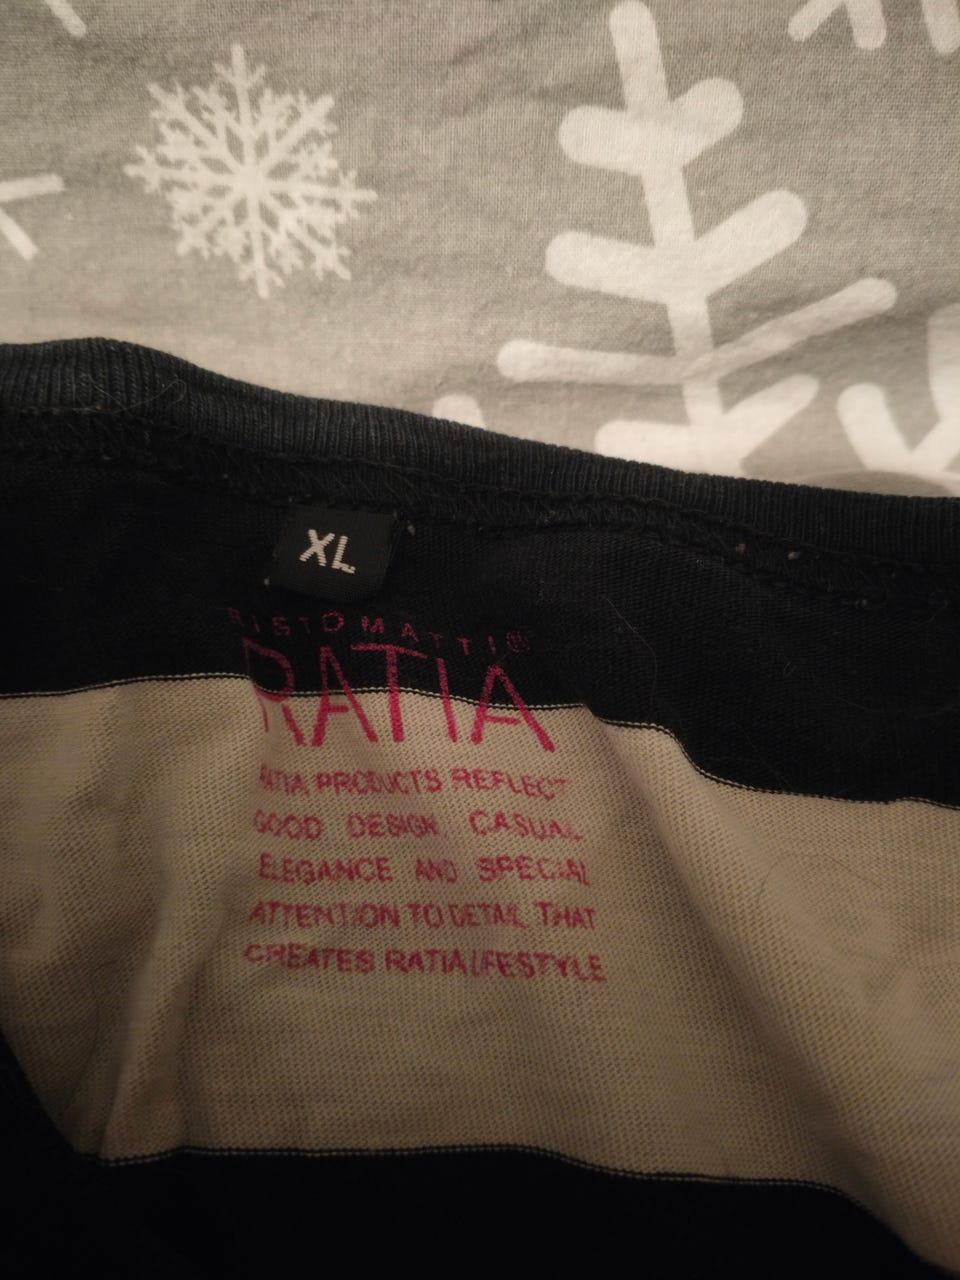 XL
RISTOMATTI®
RATIA
RATIA PRODUCTS REFLECT
GOOD DESIGN CASUAL
ELEGANCE AND SPECIAL
ATTENTION TO DETAIL THAT
CREATES RATIA LIFESTYLE